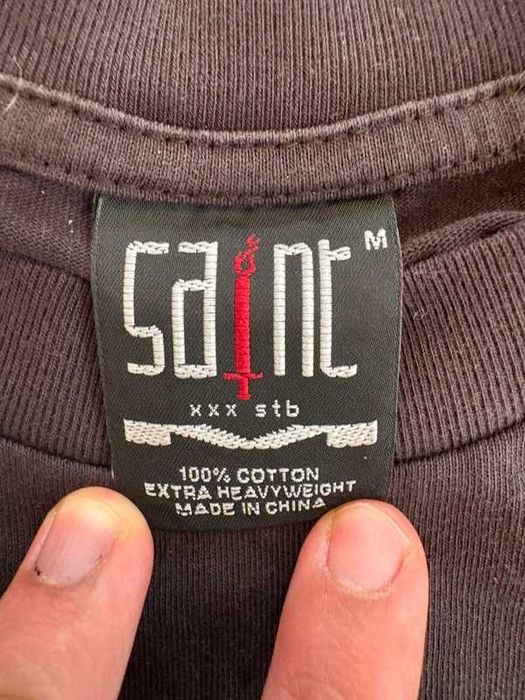 saint M
xxx stb
100% COTTON
EXTRA HEAVYWEIGHT
MADE IN CHINA